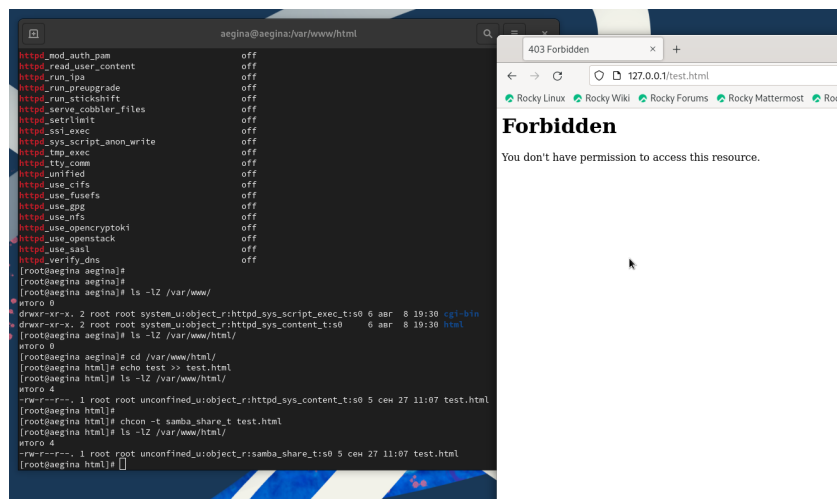 aegina@aegina:/var/www/html
httpd_mod_auth_pam off
httpd_read_user_content off
httpd_run_ipa off
httpd_run_preupgrade off
httpd_run_stickshift off
httpd_serve_cobbler_files off
httpd_setrlimit off
httpd_ssi_exec off
httpd_sys_script_anon_write off
httpd_tmp_exec off
httpd_tty_comm off
httpd_unified off
httpd_use_cifs off
httpd_use_fusefs off
httpd_use_gpg off
httpd_use_nfs off
httpd_use_opencryptoki off
httpd_use_openstack off
httpd_use_sasl off
httpd_verify_dns off
[root@aegina aegina]#
[root@aegina aegina]#
[root@aegina aegina]# ls -lZ /var/www/
итого 0
drwxr-xr-x. 2 root root system_u:object_r:httpd_sys_script_exec_t:s0 6 авг 8 19:30 cgi-bin
drwxr-xr-x. 2 root root system_u:object_r:httpd_sys_content_t:s0 6 авг 8 19:30 html
[root@aegina aegina]# ls -lZ /var/www/html/
итого 0
[root@aegina aegina]# cd /var/www/html/
[root@aegina html]# echo test >> test.html
[root@aegina html]# ls -lZ /var/www/html/
итого 4
-rw-r--r--. 1 root root unconfined_u:object_r:httpd_sys_content_t:s0 5 сен 27 11:07 test.html
[root@aegina html]#
[root@aegina html]# chcon -t samba_share_t test.html
[root@aegina html]# ls -lZ /var/www/html/
итого 4
-rw-r--r--. 1 root root unconfined_u:object_r:samba_share_t:s0 5 сен 27 11:07 test.html
[root@aegina html]#
403 Forbidden
127.0.0.1/test.html
Rocky Linux Rocky Wiki Rocky Forums Rocky Mattermost Roc
Forbidden
You don't have permission to access this resource.